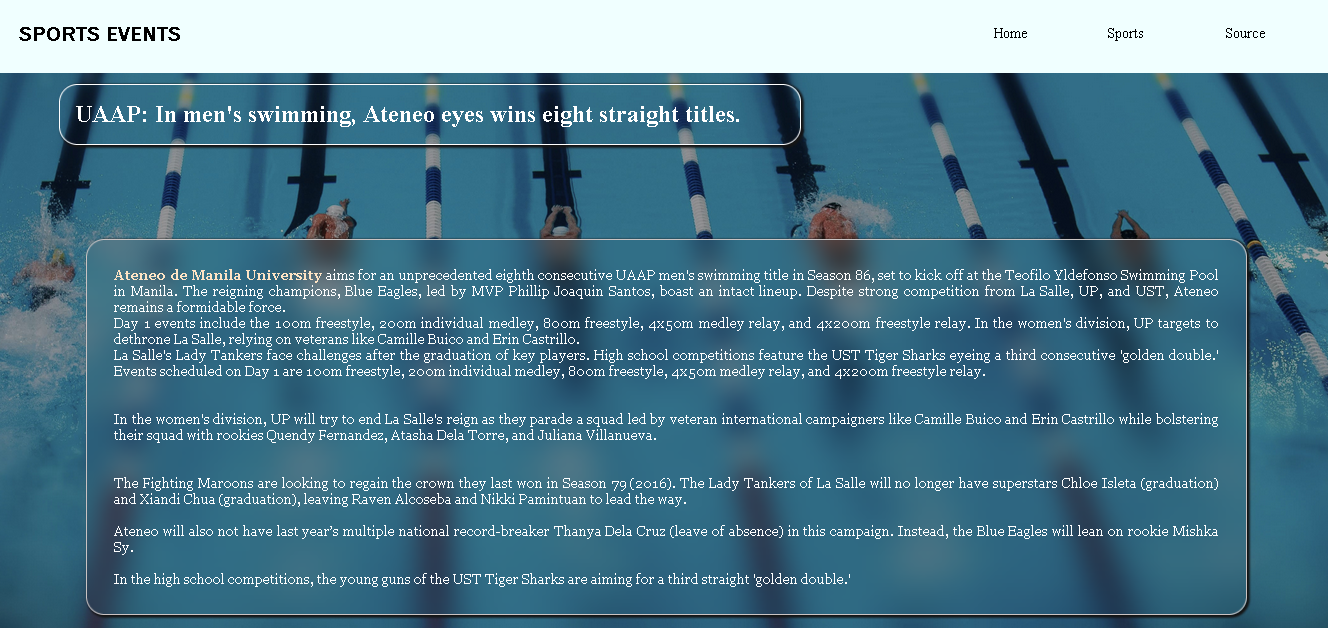 SPORTS EVENTS
Home Sports Source
UAAP: In men's swimming, Ateneo eyes wins eight straight titles.
Ateneo de Manila University aims for an unprecedented eighth consecutive UAAP men's swimming title in Season 86, set to kick off at the Teofilo Yldefonso Swimming Pool
in Manila. The reigning champions, Blue Eagles, led by MVP Phillip Joaquin Santos, boast an intact lineup. Despite strong competition from La Salle, UP, and UST, Ateneo
remains a formidable force.
Day 1 events include the 100m freestyle, 200m individual medley, 800m freestyle, 4x50m medley relay, and 4x200m freestyle relay. In the women's division, UP targets to
dethrone La Salle, relying on veterans like Camille Buico and Erin Castrillo.
La Salle's Lady Tankers face challenges after the graduation of key players. High school competitions feature the UST Tiger Sharks eyeing a third consecutive 'golden double.'
Events scheduled on Day 1 are 100m freestyle, 200m individual medley, 800m freestyle, 4x50m medley relay, and 4x200m freestyle relay.
In the women's division, UP will try to end La Salle's reign as they parade a squad led by veteran international campaigners like Camille Buico and Erin Castrillo while bolstering
their squad with rookies Quendy Fernandez, Atasha Dela Torre, and Juliana Villanueva.
The Fighting Maroons are looking to regain the crown they last won in Season 79 (2016). The Lady Tankers of La Salle will no longer have superstars Chloe Isleta (graduation)
and Xiandi Chua (graduation), leaving Raven Alcoseba and Nikki Pamintuan to lead the way.
Ateneo will also not have last year’s multiple national record-breaker Thanya Dela Cruz (leave of absence) in this campaign. Instead, the Blue Eagles will lean on rookie Mishka
Sy.
In the high school competitions, the young guns of the UST Tiger Sharks are aiming for a third straight 'golden double.'